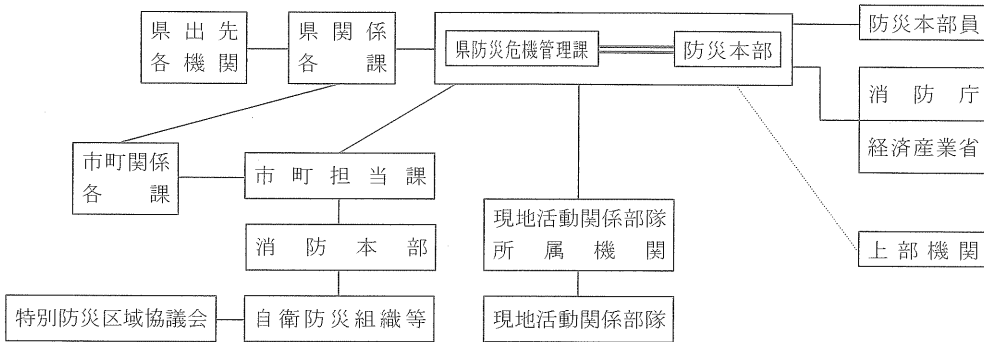 県出先
各機関
県関係
各課
県防災危機管理課
防災本部
防災本部員
消防庁
経済産業省
市町関係
各課
市町担当課
現地活動関係部隊
所属機関
消防本部
上部機関
特別防災区域協議会
自衛防災組織等
現地活動関係部隊